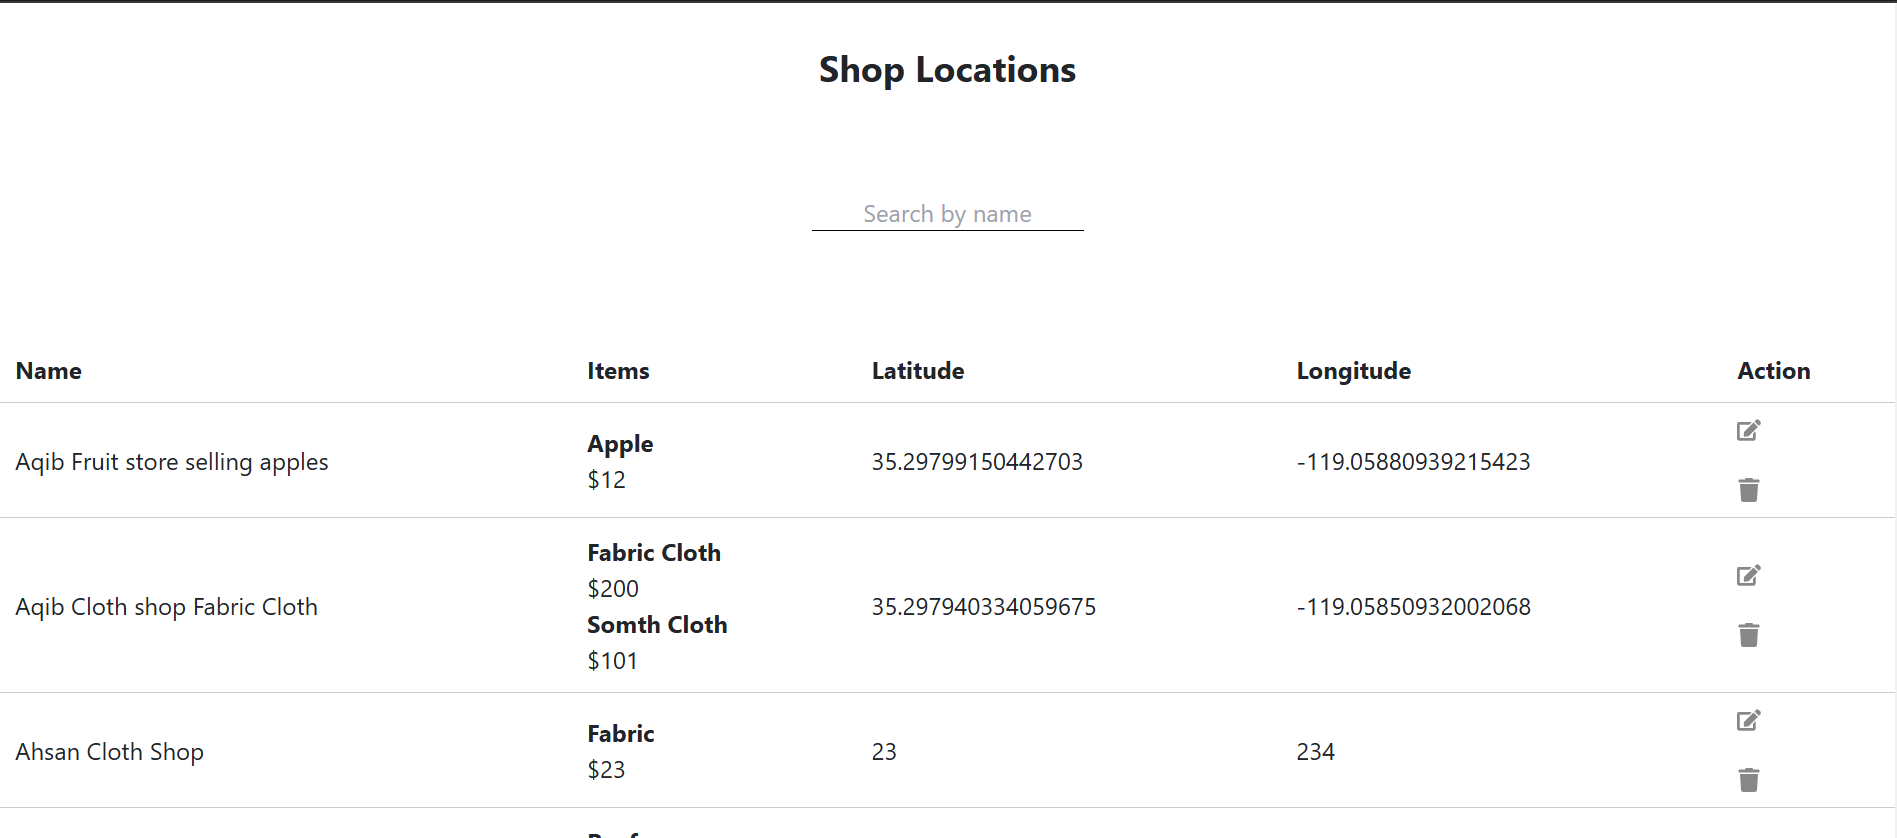 Shop Locations
Search by name
Name Items Latitude Longitude Action
Aqib Fruit store selling apples Apple $12 35.29799150442703 -119.05880939215423
Aqib Cloth shop Fabric Cloth Fabric Cloth $200 Somth Cloth $101 35.297940334059675 -119.05850932002068
Ahsan Cloth Shop Fabric $23 23 234